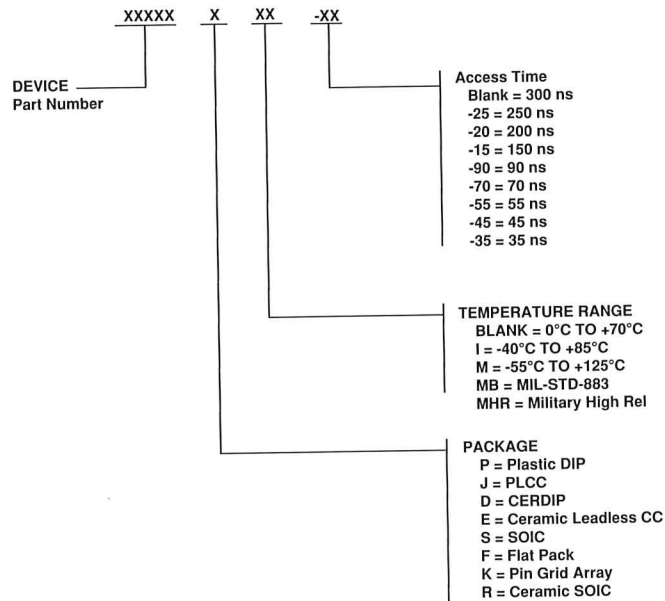 XXXXX X XX -XX
DEVICE
Part Number
Access Time
Blank = 300 ns
-25 = 250 ns
-20 = 200 ns
-15 = 150 ns
-90 = 90 ns
-70 = 70 ns
-55 = 55 ns
-45 = 45 ns
-35 = 35 ns
TEMPERATURE RANGE
BLANK = 0°C TO +70°C
I = -40°C TO +85°C
M = -55°C TO +125°C
MB = MIL-STD-883
MHR = Military High Rel
PACKAGE
P = Plastic DIP
J = PLCC
D = CERDIP
E = Ceramic Leadless CC
S = SOIC
F = Flat Pack
K = Pin Grid Array
R = Ceramic SOIC